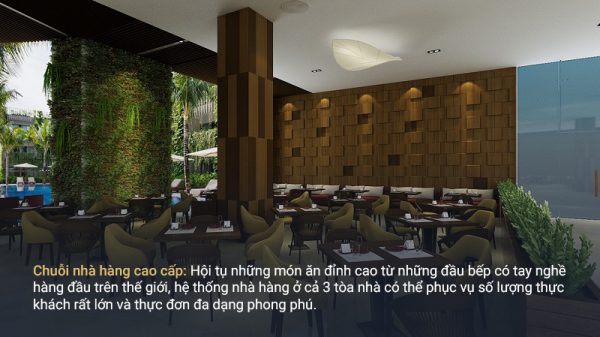 Chuỗi nhà hàng cao cấp: Hội tụ những món ăn đỉnh cao từ những đầu bếp có tay nghề
hàng đầu trên thế giới, hệ thống nhà hàng ở cả 3 tòa nhà có thể phục vụ số lượng thực
khách rất lớn và thực đơn đa dạng phong phú.